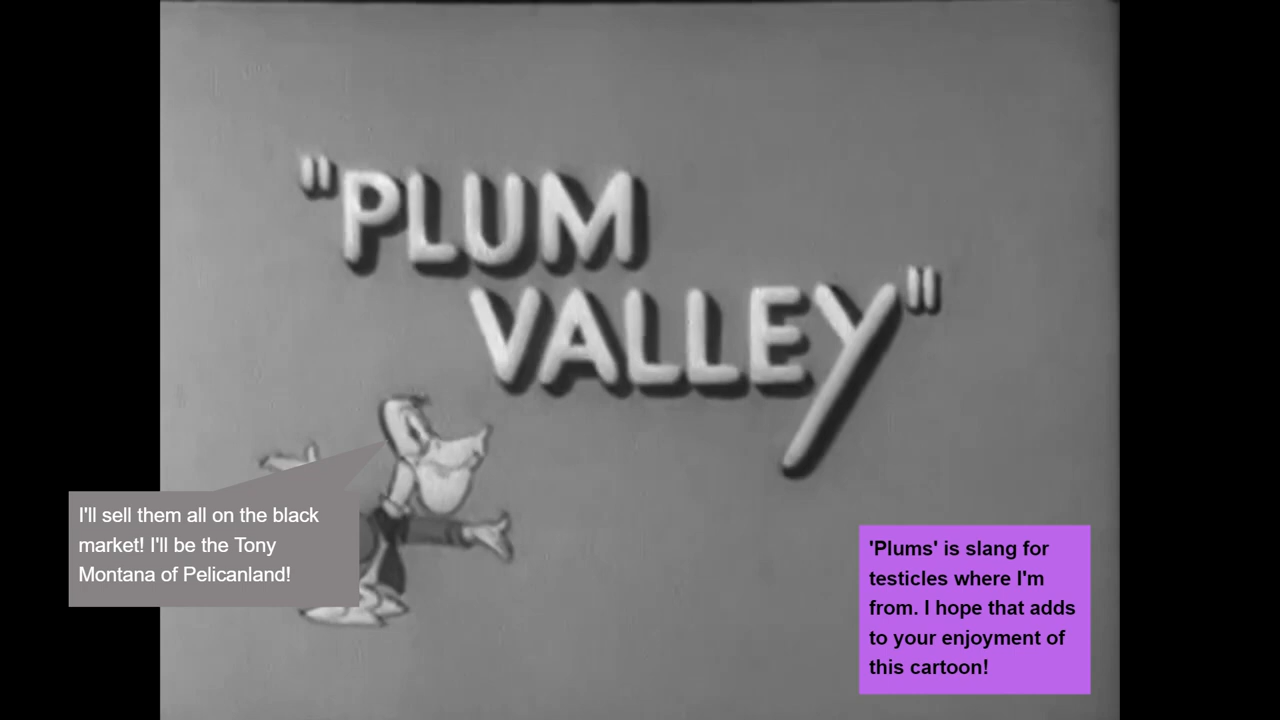 "PLUM
VALLEY"
I'll sell them all on the black
market! I'll be the Tony
Montana of Pelicanland!
'Plums' is slang for
testicles where I'm
from. I hope that adds
to your enjoyment of
this cartoon!